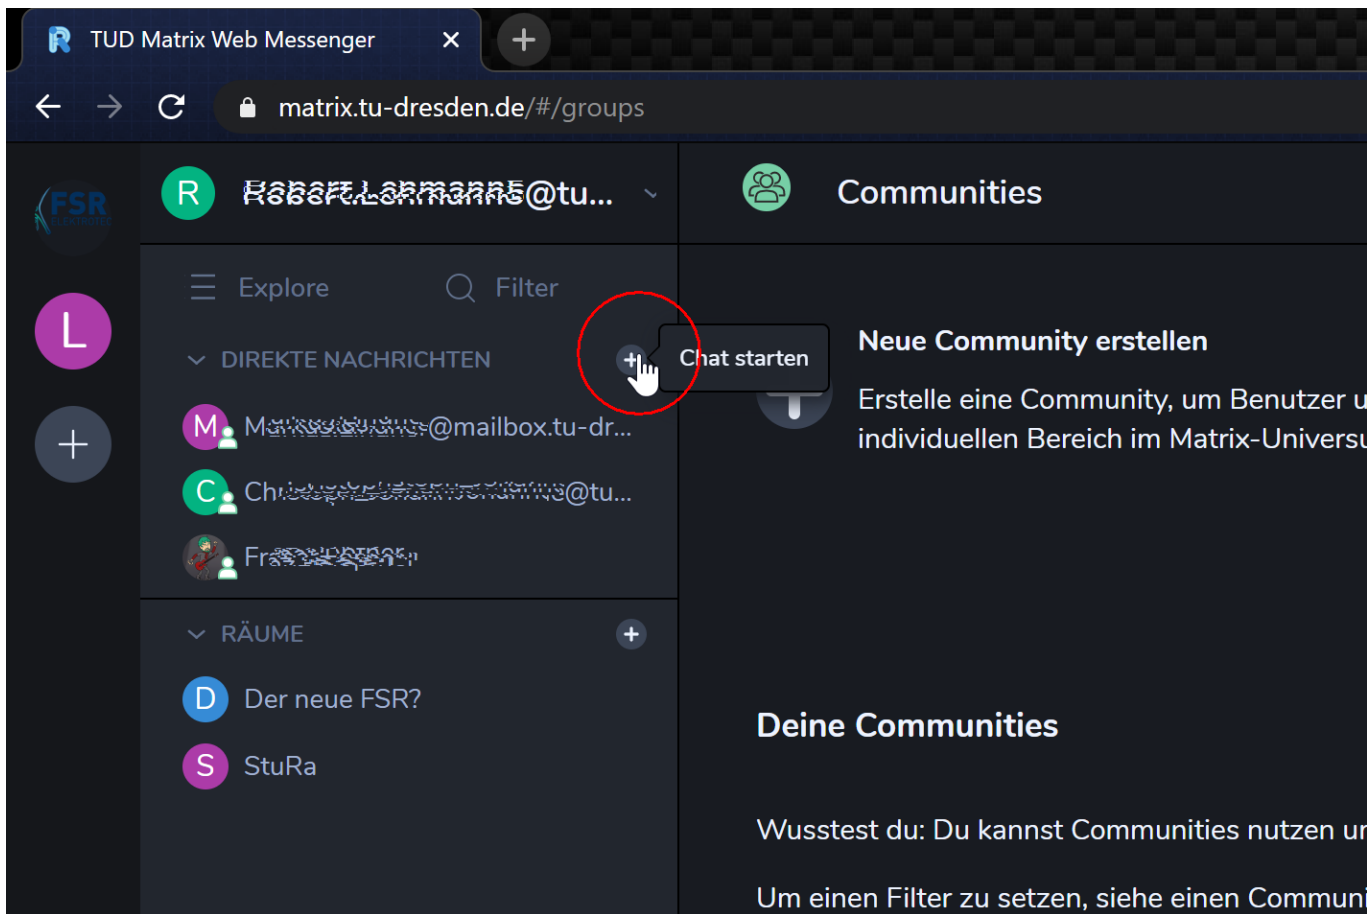 TUD Matrix Web Messenger
matrix.tu-dresden.de/#/groups
FSR
R
@tu...
Communities
Explore
Filter
L
Neue Community erstellen
DIREKTE NACHRICHTEN
Chat starten
Erstelle eine Community, um Benutzer u
M
@mailbox.tu-dr...
individuellen Bereich im Matrix-Univers
C
@tu...
RÄUME
D Der neue FSR?
Deine Communities
S StuRa
Wusstest du: Du kannst Communities nutzen u
Um einen Filter zu setzen, siehe einen Communi